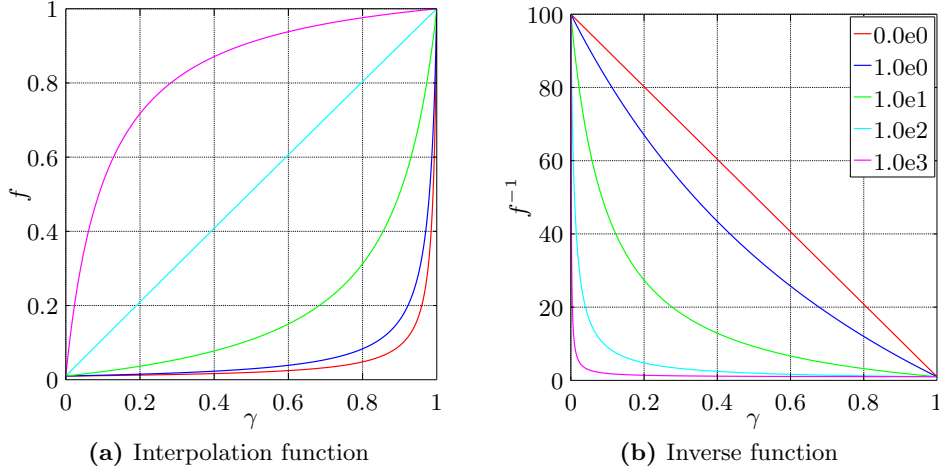 1
0.8
0.6
0.4
0.2
0
f
0 0.2 0.4 0.6 0.8 1
γ
(a) Interpolation function
100
80
60
40
20
0
f⁻¹
0.0e0
1.0e0
1.0e1
1.0e2
1.0e3
0 0.2 0.4 0.6 0.8 1
γ
(b) Inverse function